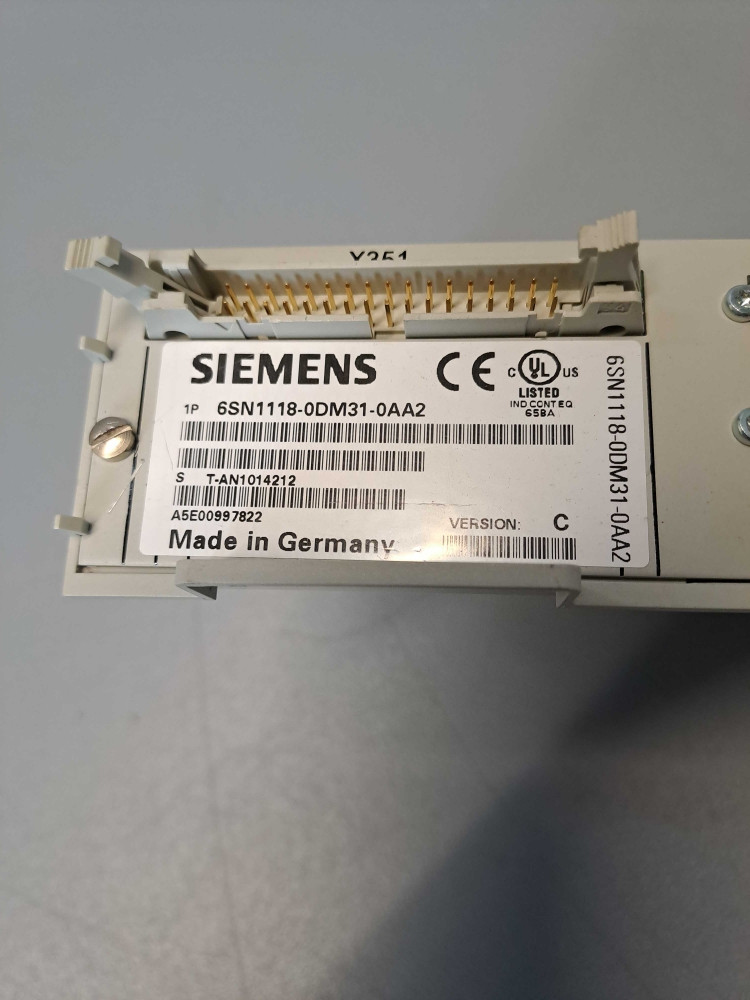 X351
SIEMENS
CE
C UL US
LISTED
IND CONT EQ
65BA
1P 6SN1118-0DM31-0AA2
S T-AN1014212
A5E00997822
VERSION: C
Made in Germany
6SN1118-0DM31-0AA2